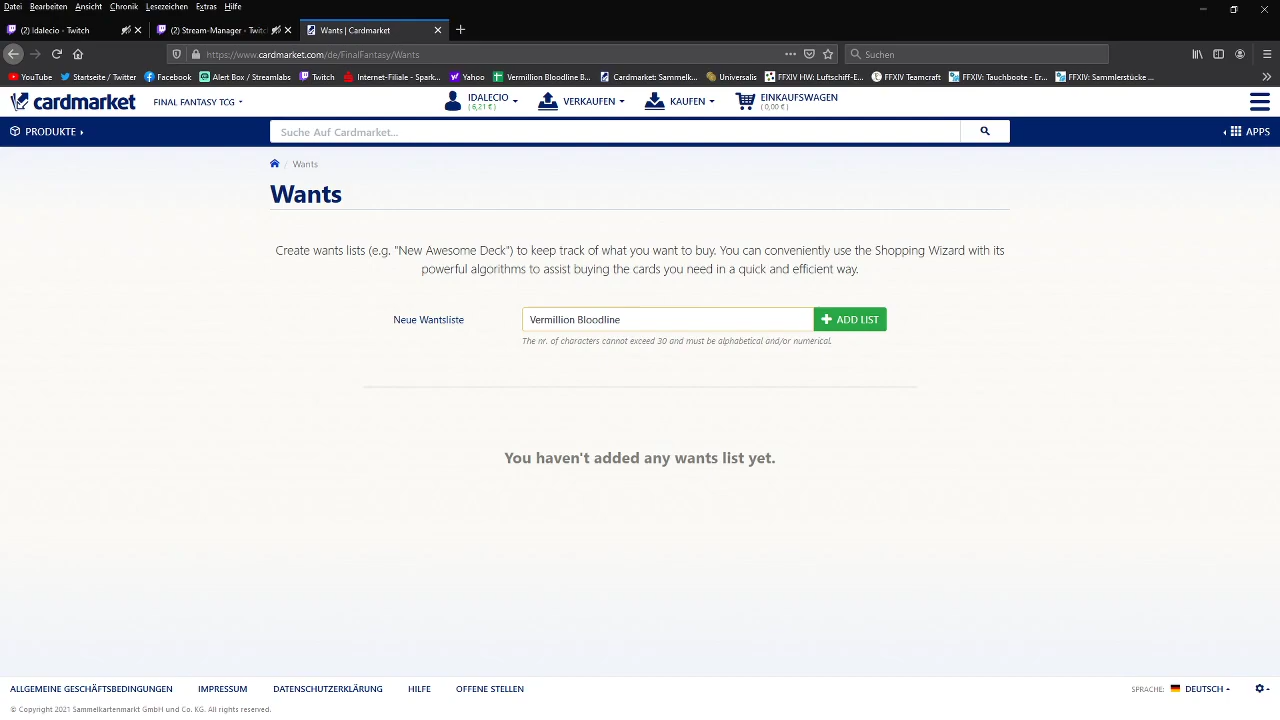 Datei Bearbeiten Ansicht Chronik Lesezeichen Extras Hilfe
(2) Idalecio - Twitch
(2) Stream-Manager - Twitch
Wants | Cardmarket
https://www.cardmarket.com/de/FinalFantasy/Wants
Suchen
YouTube Startseite / Twitter Facebook Alert Box / Streamlabs Twitch Internet-Filiale - Spark... Yahoo Vermillion Bloodline B... Cardmarket: Sammelk... Universalis FFXIV HW: Luftschiff-E... FFXIV Teamcraft FFXIV: Tauchboote - Er... FFXIV: Sammlerstücke ...
cardmarket FINAL FANTASY TCG IDALECIO VERKAUFEN KAUFEN EINKAUFSWAGEN
( 6,21 € ) ( 0,00 € )
PRODUKTE Suche Auf Cardmarket... APPS
/ Wants
Wants
Create wants lists (e.g. "New Awesome Deck") to keep track of what you want to buy. You can conveniently use the Shopping Wizard with its
powerful algorithms to assist buying the cards you need in a quick and efficient way.
Neue Wantsliste Vermillion Bloodline ADD LIST
The nr. of characters cannot exceed 30 and must be alphabetical and/or numerical.
You haven't added any wants list yet.
ALLGEMEINE GESCHÄFTSBEDINGUNGEN IMPRESSUM DATENSCHUTZERKLÄRUNG HILFE OFFENE STELLEN SPRACHE: DEUTSCH
© Copyright 2021 Sammelkartenmarkt GmbH und Co. KG. All rights reserved.